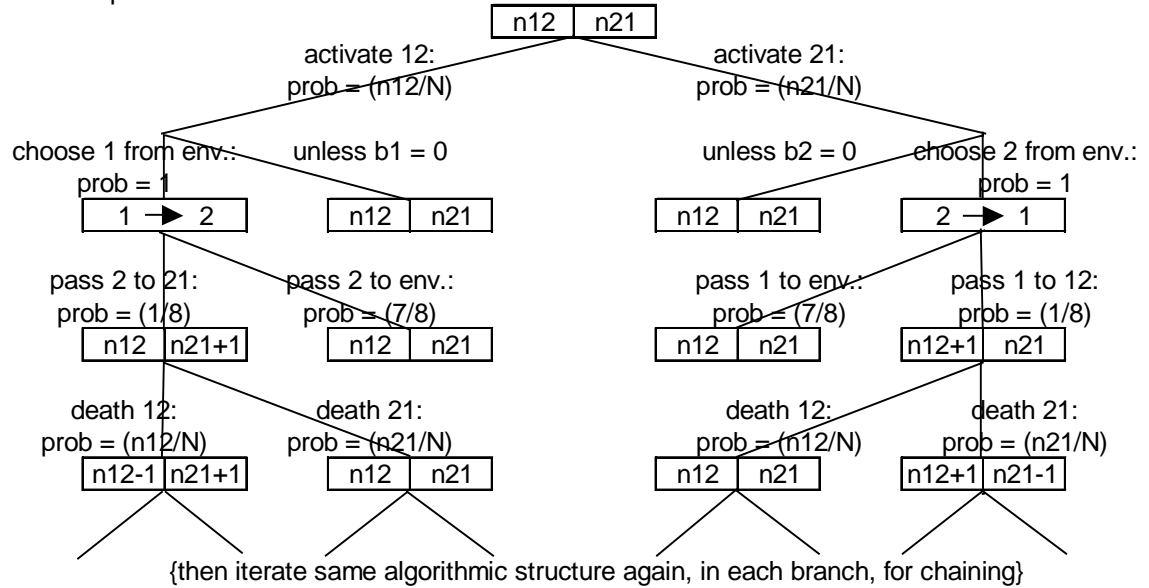 n12 n21
activate 12: activate 21:
prob = (n12/N) prob = (n21/N)
choose 1 from env.: unless b1 = 0 unless b2 = 0 choose 2 from env.:
prob = 1 prob = 1
1 → 2 n12 n21 n12 n21 2 → 1
pass 2 to 21: pass 2 to env.: pass 1 to env.: pass 1 to 12:
prob = (1/8) prob = (7/8) prob = (7/8) prob = (1/8)
n12 n21+1 n12 n21 n12 n21 n12+1 n21
death 12: death 21: death 12: death 21:
prob = (n12/N) prob = (n21/N) prob = (n12/N) prob = (n21/N)
n12-1 n21+1 n12 n21 n12 n21 n12+1 n21-1
{then iterate same algorithmic structure again, in each branch, for chaining}